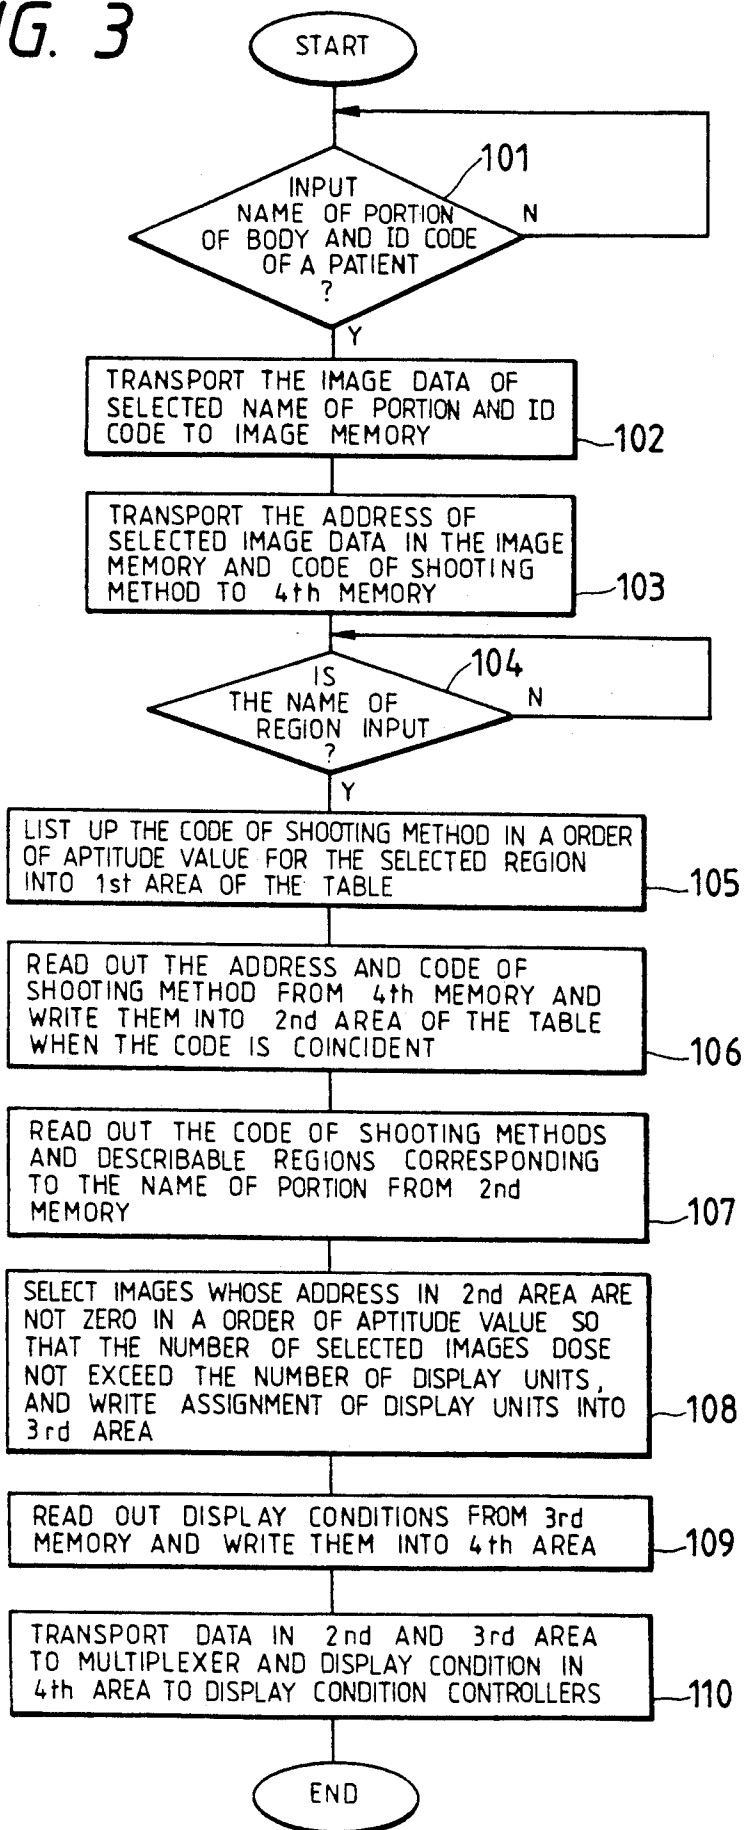 FIG. 3
START
101
INPUT
NAME OF PORTION
OF BODY AND ID CODE
OF A PATIENT
?
N
Y
TRANSPORT THE IMAGE DATA OF
SELECTED NAME OF PORTION AND ID
CODE TO IMAGE MEMORY
102
TRANSPORT THE ADDRESS OF
SELECTED IMAGE DATA IN THE IMAGE
MEMORY AND CODE OF SHOOTING
METHOD TO 4th MEMORY
103
104
IS
THE NAME OF
REGION INPUT
?
N
Y
LIST UP THE CODE OF SHOOTING METHOD IN A ORDER
OF APTITUDE VALUE FOR THE SELECTED REGION
INTO 1st AREA OF THE TABLE
105
READ OUT THE ADDRESS AND CODE OF
SHOOTING METHOD FROM 4th MEMORY AND
WRITE THEM INTO 2nd AREA OF THE TABLE
WHEN THE CODE IS COINCIDENT
106
READ OUT THE CODE OF SHOOTING METHODS
AND DESCRIBABLE REGIONS CORRESPONDING
TO THE NAME OF PORTION FROM 2nd
MEMORY
107
SELECT IMAGES WHOSE ADDRESS IN 2nd AREA ARE
NOT ZERO IN A ORDER OF APTITUDE VALUE SO
THAT THE NUMBER OF SELECTED IMAGES DOSE
NOT EXCEED THE NUMBER OF DISPLAY UNITS,
AND WRITE ASSIGNMENT OF DISPLAY UNITS INTO
3rd AREA
108
READ OUT DISPLAY CONDITIONS FROM 3rd
MEMORY AND WRITE THEM INTO 4th AREA
109
TRANSPORT DATA IN 2nd AND 3rd AREA
TO MULTIPLEXER AND DISPLAY CONDITION IN
4th AREA TO DISPLAY CONDITION CONTROLLERS
110
END